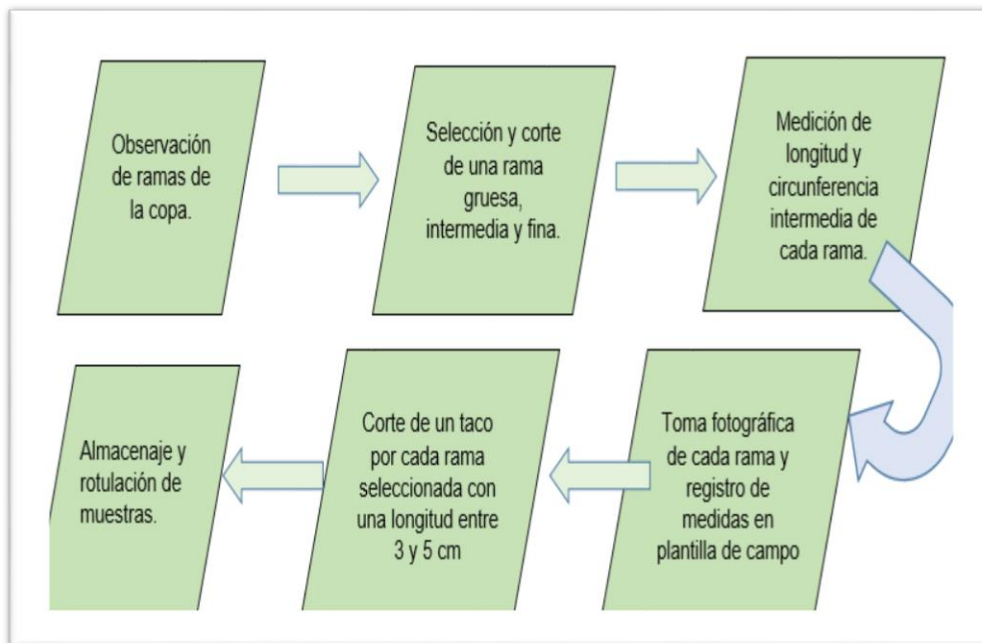 Observación
de ramas de
la copa.
Selección y corte
de una rama
gruesa,
intermedia y fina.
Medición de
longitud y
circunferencia
intermedia de
cada rama.
Toma fotográfica
de cada rama y
registro de
medidas en
plantilla de campo
Corte de un taco
por cada rama
seleccionada con
una longitud entre
3 y 5 cm
Almacenaje y
rotulación de
muestras.